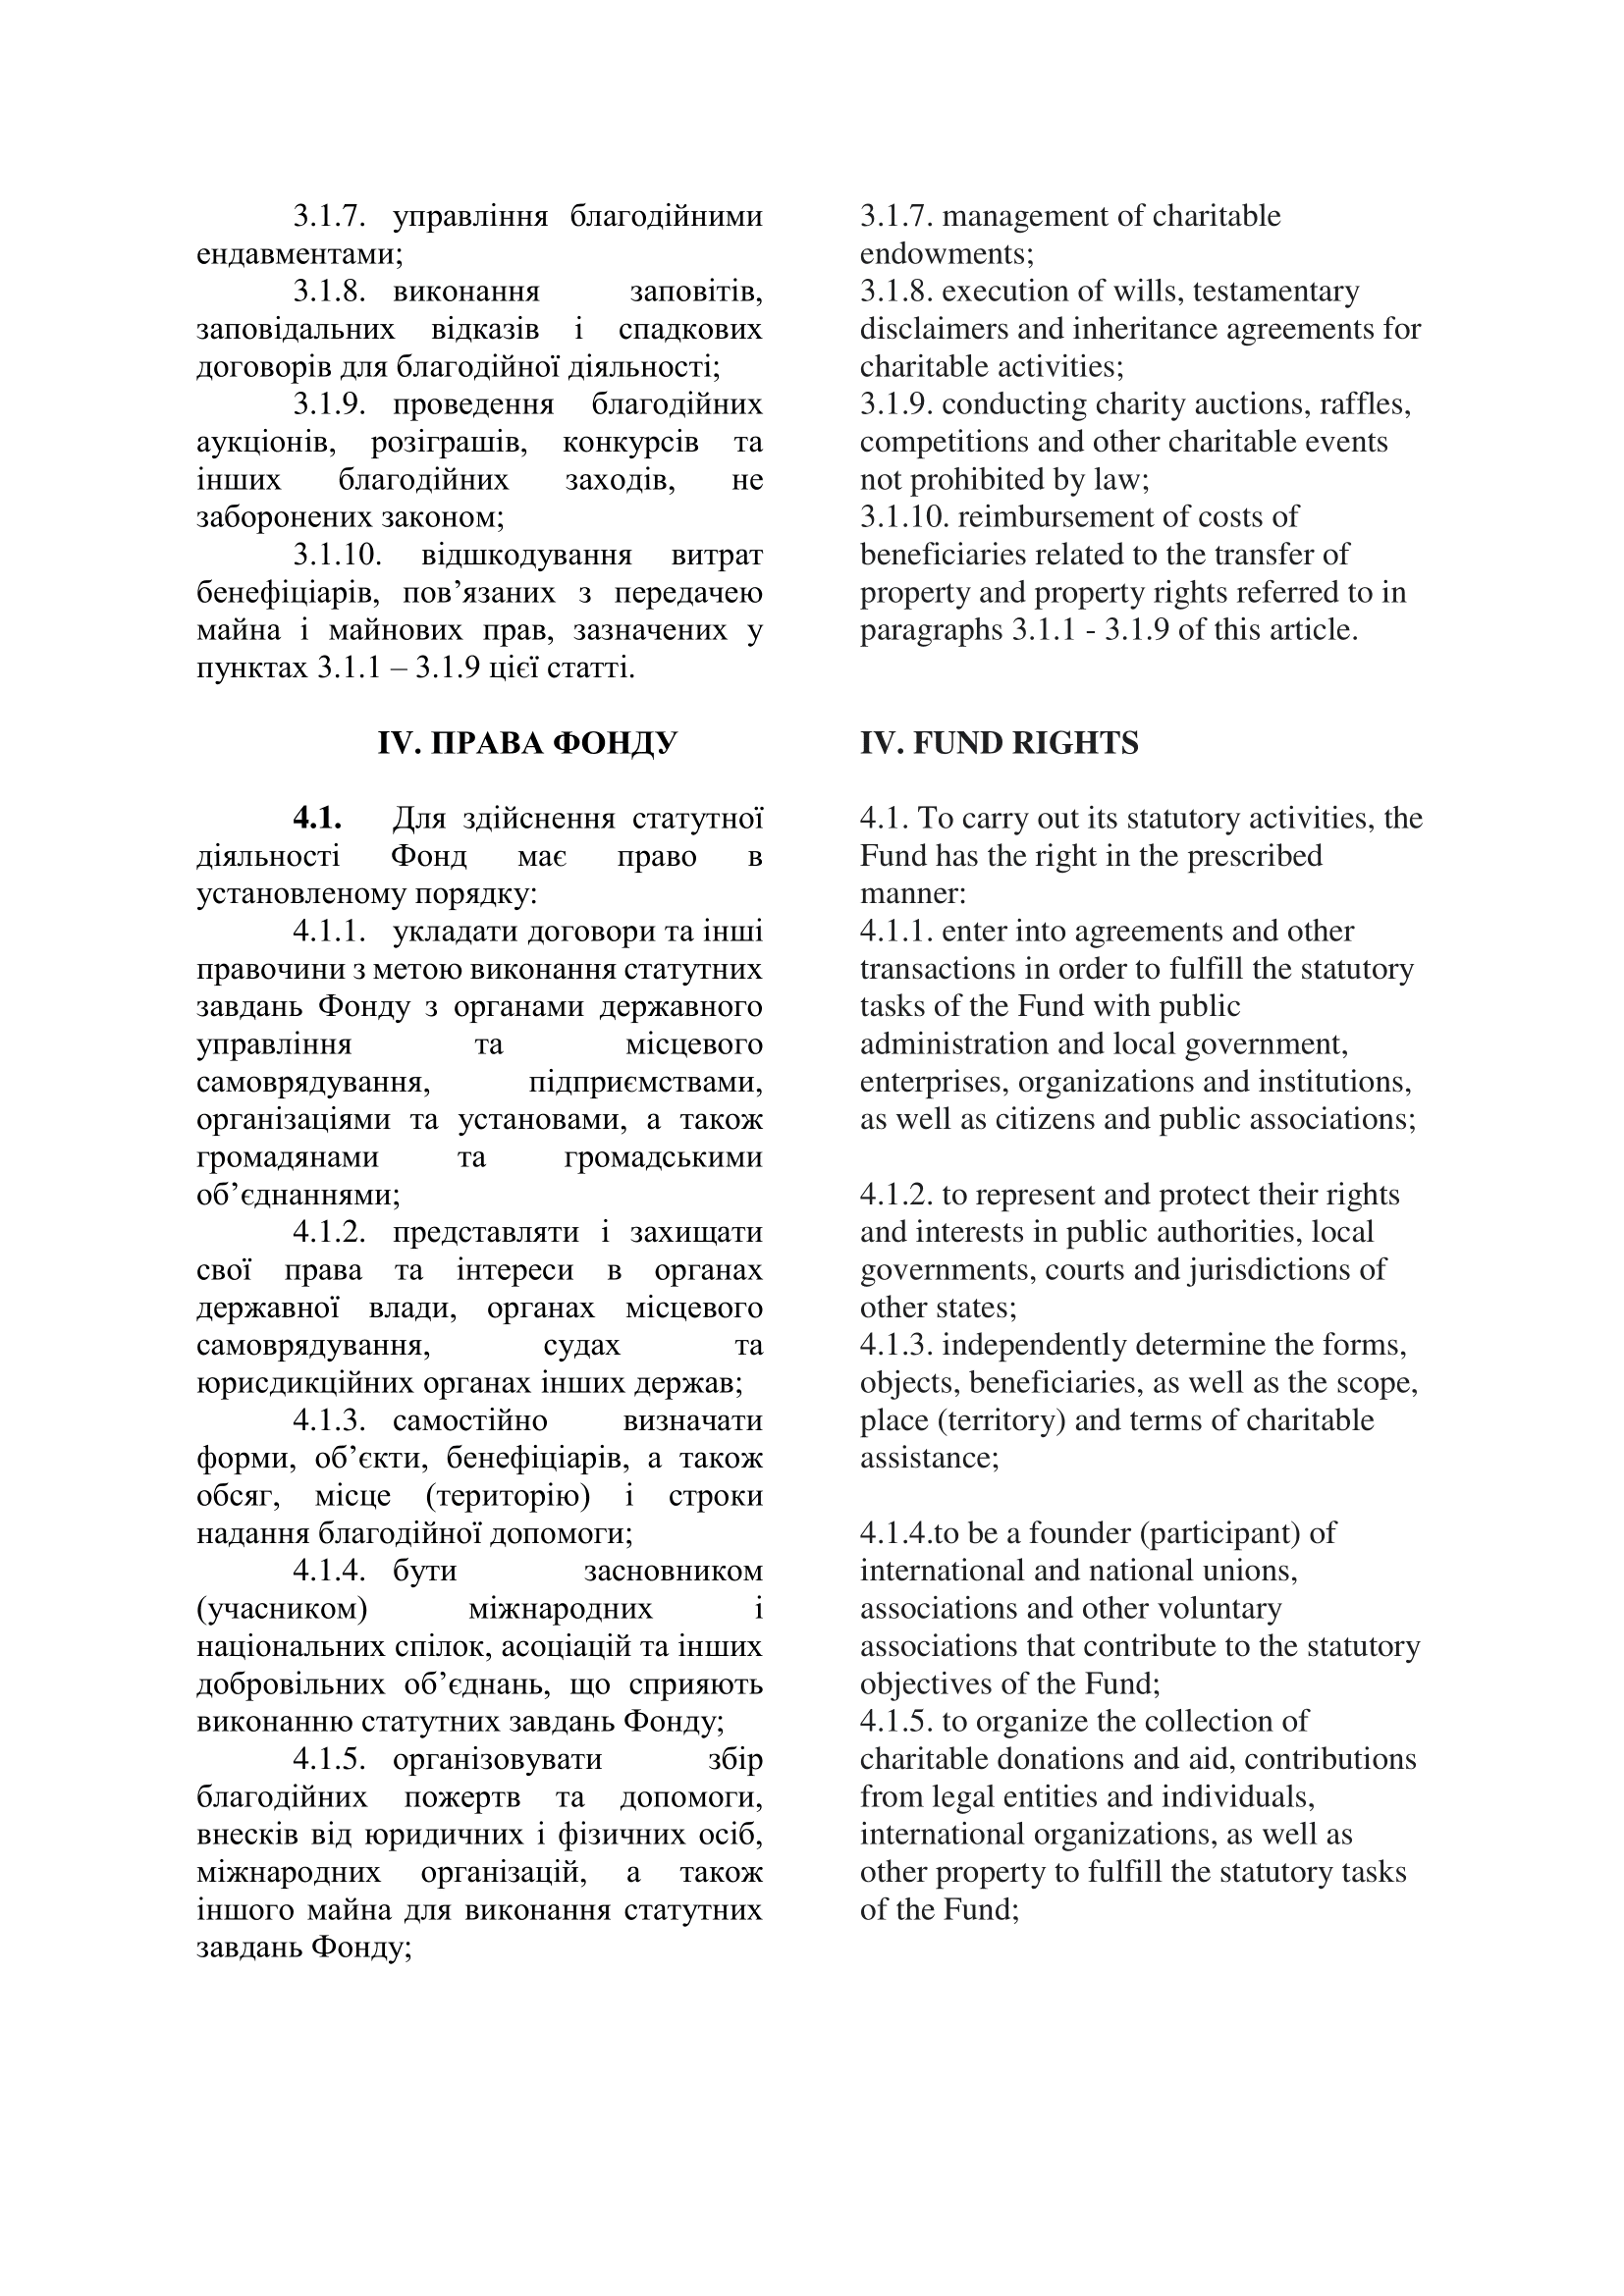 3.1.7. управління благодійними
ендавментами;
3.1.8. виконання заповітів,
заповідальних відказів і спадкових
договорів для благодійної діяльності;
3.1.9. проведення благодійних
аукціонів, розіграшів, конкурсів та
інших благодійних заходів, не
заборонених законом;
3.1.10. відшкодування витрат
бенефіціарів, пов’язаних з передачею
майна і майнових прав, зазначених у
пунктах 3.1.1 – 3.1.9 цієї статті.
IV. ПРАВА ФОНДУ
4.1. Для здійснення статутної
діяльності Фонд має право в
установленому порядку:
4.1.1. укладати договори та інші
правочини з метою виконання статутних
завдань Фонду з органами державного
управління та місцевого
самоврядування, підприємствами,
організаціями та установами, а також
громадянами та громадськими
об’єднаннями;
4.1.2. представляти і захищати
свої права та інтереси в органах
державної влади, органах місцевого
самоврядування, судах та
юрисдикційних органах інших держав;
4.1.3. самостійно визначати
форми, об’єкти, бенефіціарів, а також
обсяг, місце (територію) і строки
надання благодійної допомоги;
4.1.4. бути засновником
(учасником) міжнародних і
національних спілок, асоціацій та інших
добровільних об’єднань, що сприяють
виконанню статутних завдань Фонду;
4.1.5. організовувати збір
благодійних пожертв та допомоги,
внесків від юридичних і фізичних осіб,
міжнародних організацій, а також
іншого майна для виконання статутних
завдань Фонду;
3.1.7. management of charitable
endowments;
3.1.8. execution of wills, testamentary
disclaimers and inheritance agreements for
charitable activities;
3.1.9. conducting charity auctions, raffles,
competitions and other charitable events
not prohibited by law;
3.1.10. reimbursement of costs of
beneficiaries related to the transfer of
property and property rights referred to in
paragraphs 3.1.1 - 3.1.9 of this article.
IV. FUND RIGHTS
4.1. To carry out its statutory activities, the
Fund has the right in the prescribed
manner:
4.1.1. enter into agreements and other
transactions in order to fulfill the statutory
tasks of the Fund with public
administration and local government,
enterprises, organizations and institutions,
as well as citizens and public associations;
4.1.2. to represent and protect their rights
and interests in public authorities, local
governments, courts and jurisdictions of
other states;
4.1.3. independently determine the forms,
objects, beneficiaries, as well as the scope,
place (territory) and terms of charitable
assistance;
4.1.4.to be a founder (participant) of
international and national unions,
associations and other voluntary
associations that contribute to the statutory
objectives of the Fund;
4.1.5. to organize the collection of
charitable donations and aid, contributions
from legal entities and individuals,
international organizations, as well as
other property to fulfill the statutory tasks
of the Fund;